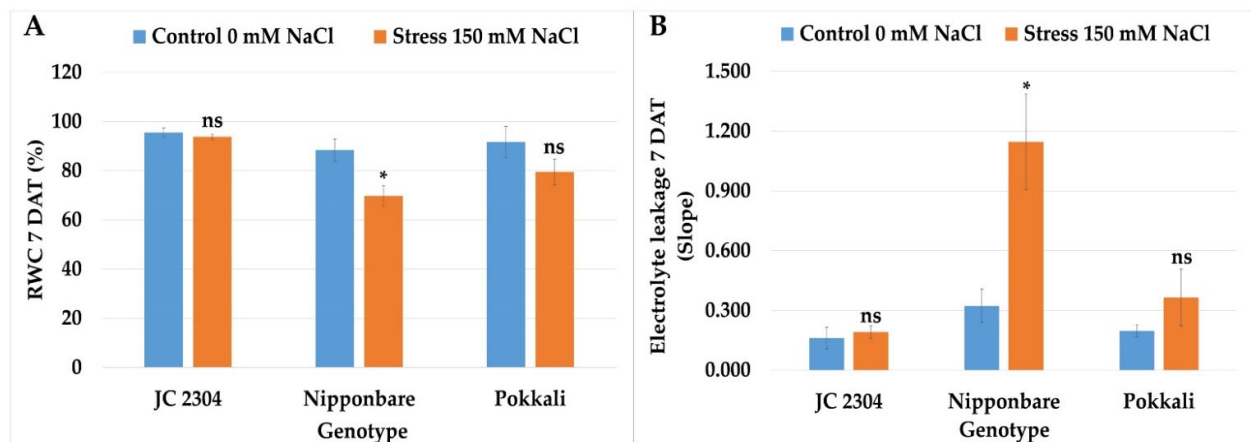 A
Control 0 mM NaCl
Stress 150 mM NaCl
RWC 7 DAT (%)
120
100
80
60
40
20
0
ns
*
ns
JC 2304
Nipponbare
Pokkali
Genotype
B
Control 0 mM NaCl
Stress 150 mM NaCl
Electrolyte leakage 7 DAT
(Slope)
1.500
1.200
0.900
0.600
0.300
0.000
ns
*
ns
JC 2304
Nipponbare
Pokkali
Genotype